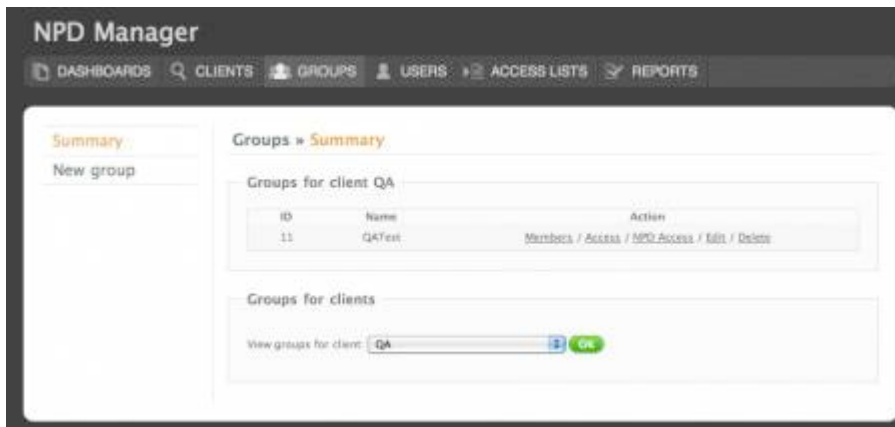 NPD Manager
DASHBOARDS CLIENTS GROUPS USERS ACCESS LISTS REPORTS
Summary
New group
Groups » Summary
Groups for client QA
ID Name Action
11 QATest Members / Access / NPD Access / Edit / Delete
Groups for clients
View groups for client QA OK